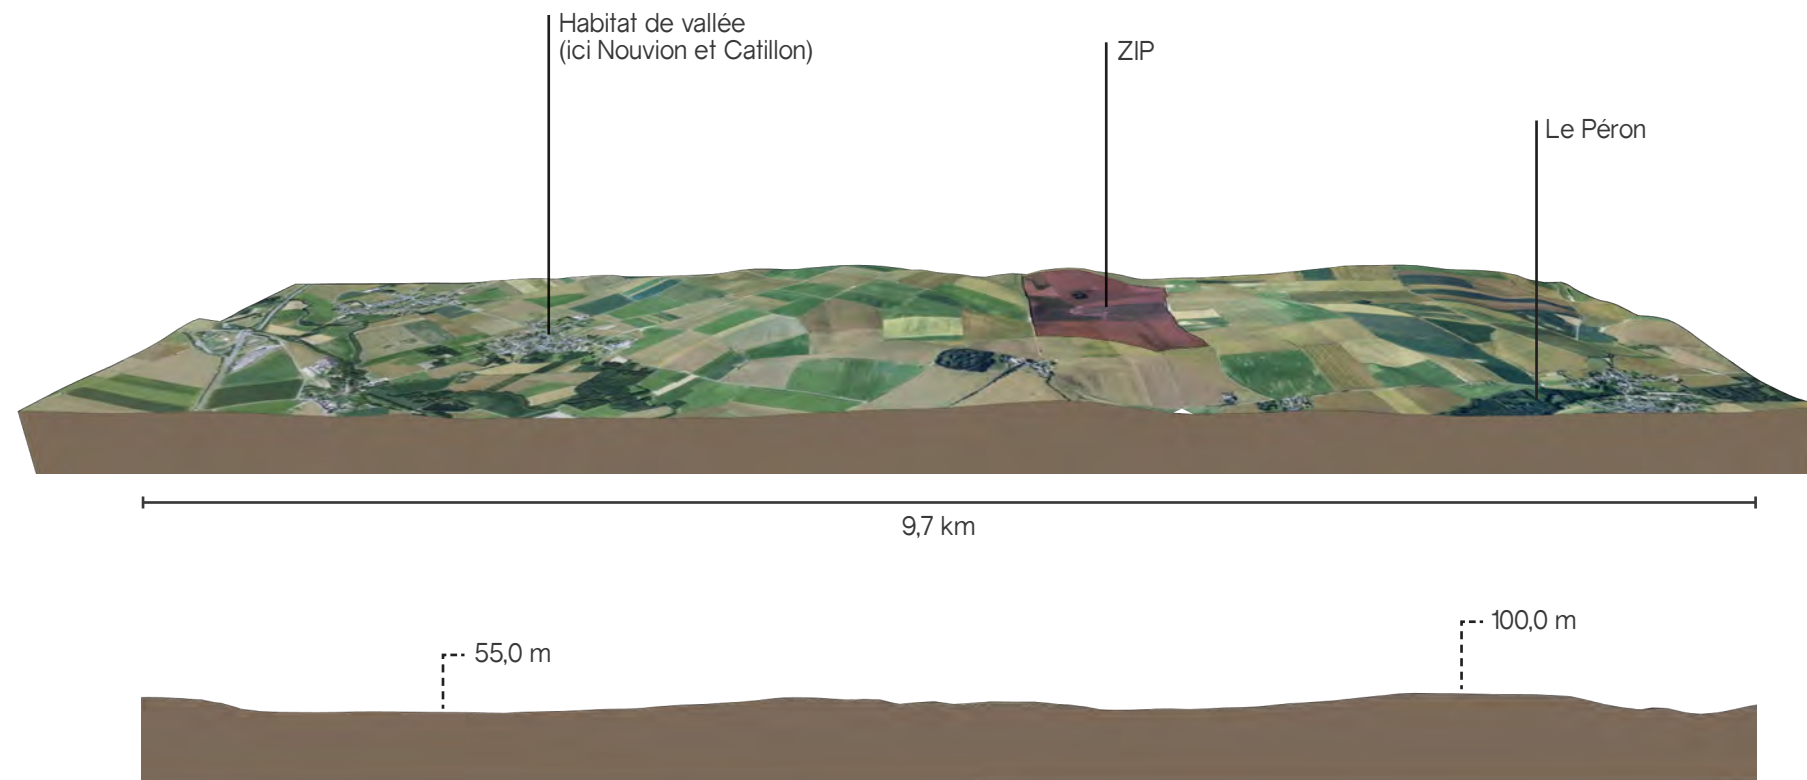 Habitat de vallée
(ici Nouvion et Catillon)
ZIP
Le Péron
9,7 km
55,0 m
100,0 m